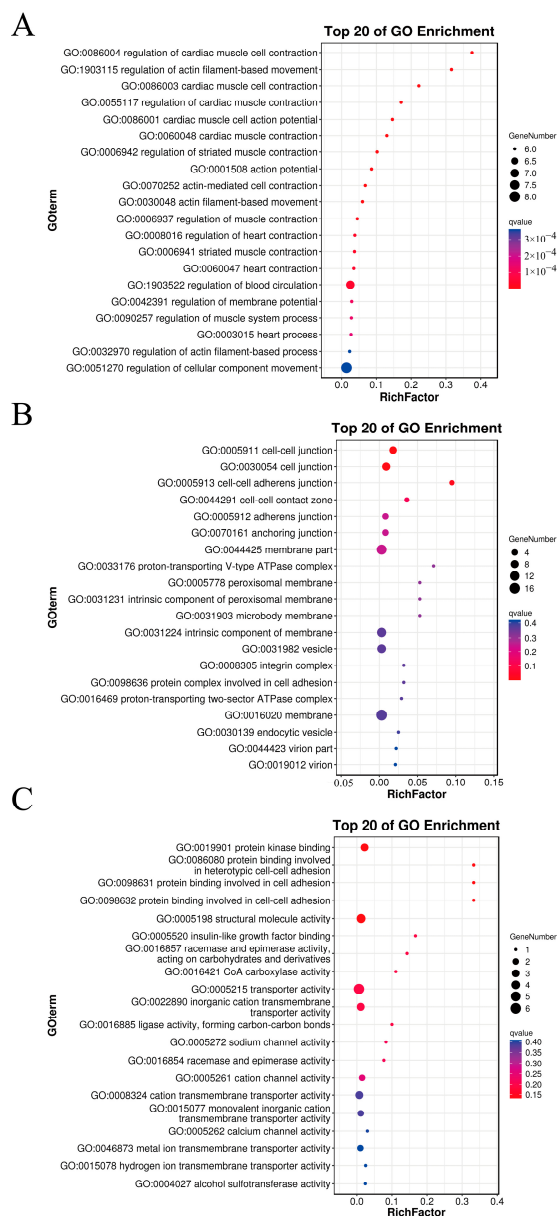 A
Top 20 of GO Enrichment
GO:0086004 regulation of cardiac muscle cell contraction
GO:1903115 regulation of actin filament-based movement
GO:0086003 cardiac muscle cell contraction
GO:0055117 regulation of cardiac muscle contraction
GO:0086001 cardiac muscle cell action potential
GO:0060048 cardiac muscle contraction
GO:0006942 regulation of striated muscle contraction
GO:0001508 action potential
GO:0070252 actin-mediated cell contraction
GO:0030048 actin filament-based movement
GO:0006937 regulation of muscle contraction
GO:0008016 regulation of heart contraction
GO:0006941 striated muscle contraction
GO:0060047 heart contraction
GO:1903522 regulation of blood circulation
GO:0042391 regulation of membrane potential
GO:0090257 regulation of muscle system process
GO:0003015 heart process
GO:0032970 regulation of actin filament-based process
GO:0051270 regulation of cellular component movement
GOterm
0.0 0.1 0.2 0.3 0.4
RichFactor
GeneNumber
6.0
6.5
7.0
7.5
8.0
qvalue
3×10⁻⁴
2×10⁻⁴
1×10⁻⁴
B
Top 20 of GO Enrichment
GO:0005911 cell-cell junction
GO:0030054 cell junction
GO:0005913 cell-cell adherens junction
GO:0044291 cell-cell contact zone
GO:0005912 adherens junction
GO:0070161 anchoring junction
GO:0044425 membrane part
GO:0033176 proton-transporting V-type ATPase complex
GO:0005778 peroxisomal membrane
GO:0031231 intrinsic component of peroxisomal membrane
GO:0031903 microbody membrane
GO:0031224 intrinsic component of membrane
GO:0031982 vesicle
GO:0008305 integrin complex
GO:0098636 protein complex involved in cell adhesion
GO:0016469 proton-transporting two-sector ATPase complex
GO:0016020 membrane
GO:0030139 endocytic vesicle
GO:0044423 virion part
GO:0019012 virion
GOterm
0.05 0.00 0.05 0.10 0.15
RichFactor
GeneNumber
4
8
12
16
qvalue
0.4
0.3
0.2
0.1
C
Top 20 of GO Enrichment
GO:0019901 protein kinase binding
GO:0086080 protein binding involved
in heterotypic cell-cell adhesion
GO:0098631 protein binding involved in cell adhesion
GO:0098632 protein binding involved in cell-cell adhesion
GO:0005198 structural molecule activity
GO:0005520 insulin-like growth factor binding
GO:0016857 racemase and epimerase activity,
acting on carbohydrates and derivatives
GO:0016421 CoA carboxylase activity
GO:0005215 transporter activity
GO:0022890 inorganic cation transmembrane
transporter activity
GO:0016885 ligase activity, forming carbon-carbon bonds
GO:0005272 sodium channel activity
GO:0016854 racemase and epimerase activity
GO:0005261 cation channel activity
GO:0008324 cation transmembrane transporter activity
GO:0015077 monovalent inorganic cation
transmembrane transporter activity
GO:0005262 calcium channel activity
GO:0046873 metal ion transmembrane transporter activity
GO:0015078 hydrogen ion transmembrane transporter activity
GO:0004027 alcohol sulfotransferase activity
GOterm
0.0 0.1 0.2 0.3 0.4
RichFactor
GeneNumber
1
2
3
4
5
6
qvalue
0.40
0.35
0.30
0.25
0.20
0.15